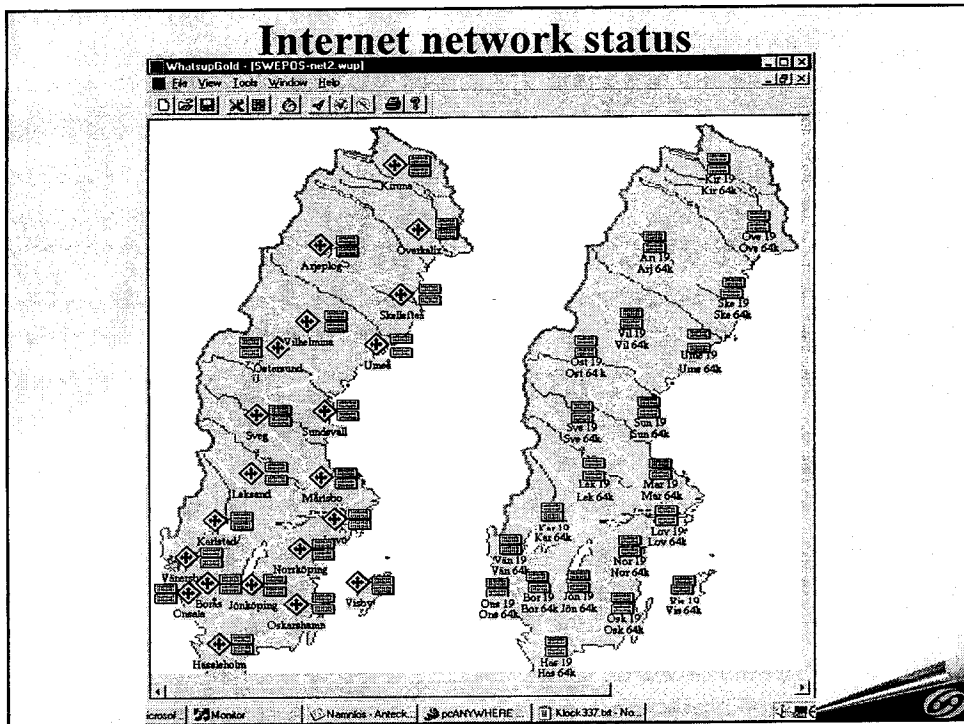 Internet network status
WhatsupGold - [SWEPOS-net2.wup]
File View Tools Window Help
Kiruna
Överkalix
Arjeplog
Skellefteå
Vilhelmina
Umeå
Östersund
Sveg
Sundsvall
Leksand
Mårtsbo
Karlstad
Norrköping
Borås
Jönköping
Visby
Onsala
Oskarshamn
Hässleholm
Kir 19
Kir 64k
Ove 19
Ove 64k
Arj 19
Arj 64k
Ske 19
Ske 64k
Vil 19
Vil 64k
Ume 19
Ume 64k
Ost 19
Ost 64k
Sve 19
Sve 64k
Sun 19
Sun 64k
Lek 19
Lek 64k
Mar 19
Mar 64k
Kar 19
Kar 64k
Lov 19
Lov 64k
Vän 19
Vän 64k
Nor 19
Nor 64k
Ons 19
Ons 64k
Bor 19
Bor 64k
Jön 19
Jön 64k
Vis 19
Vis 64k
Osk 19
Osk 64k
Has 19
Has 64k
icrosof...
Monitor
Namnlös - Anteck...
pcANYWHERE...
Klock337.txt - No...